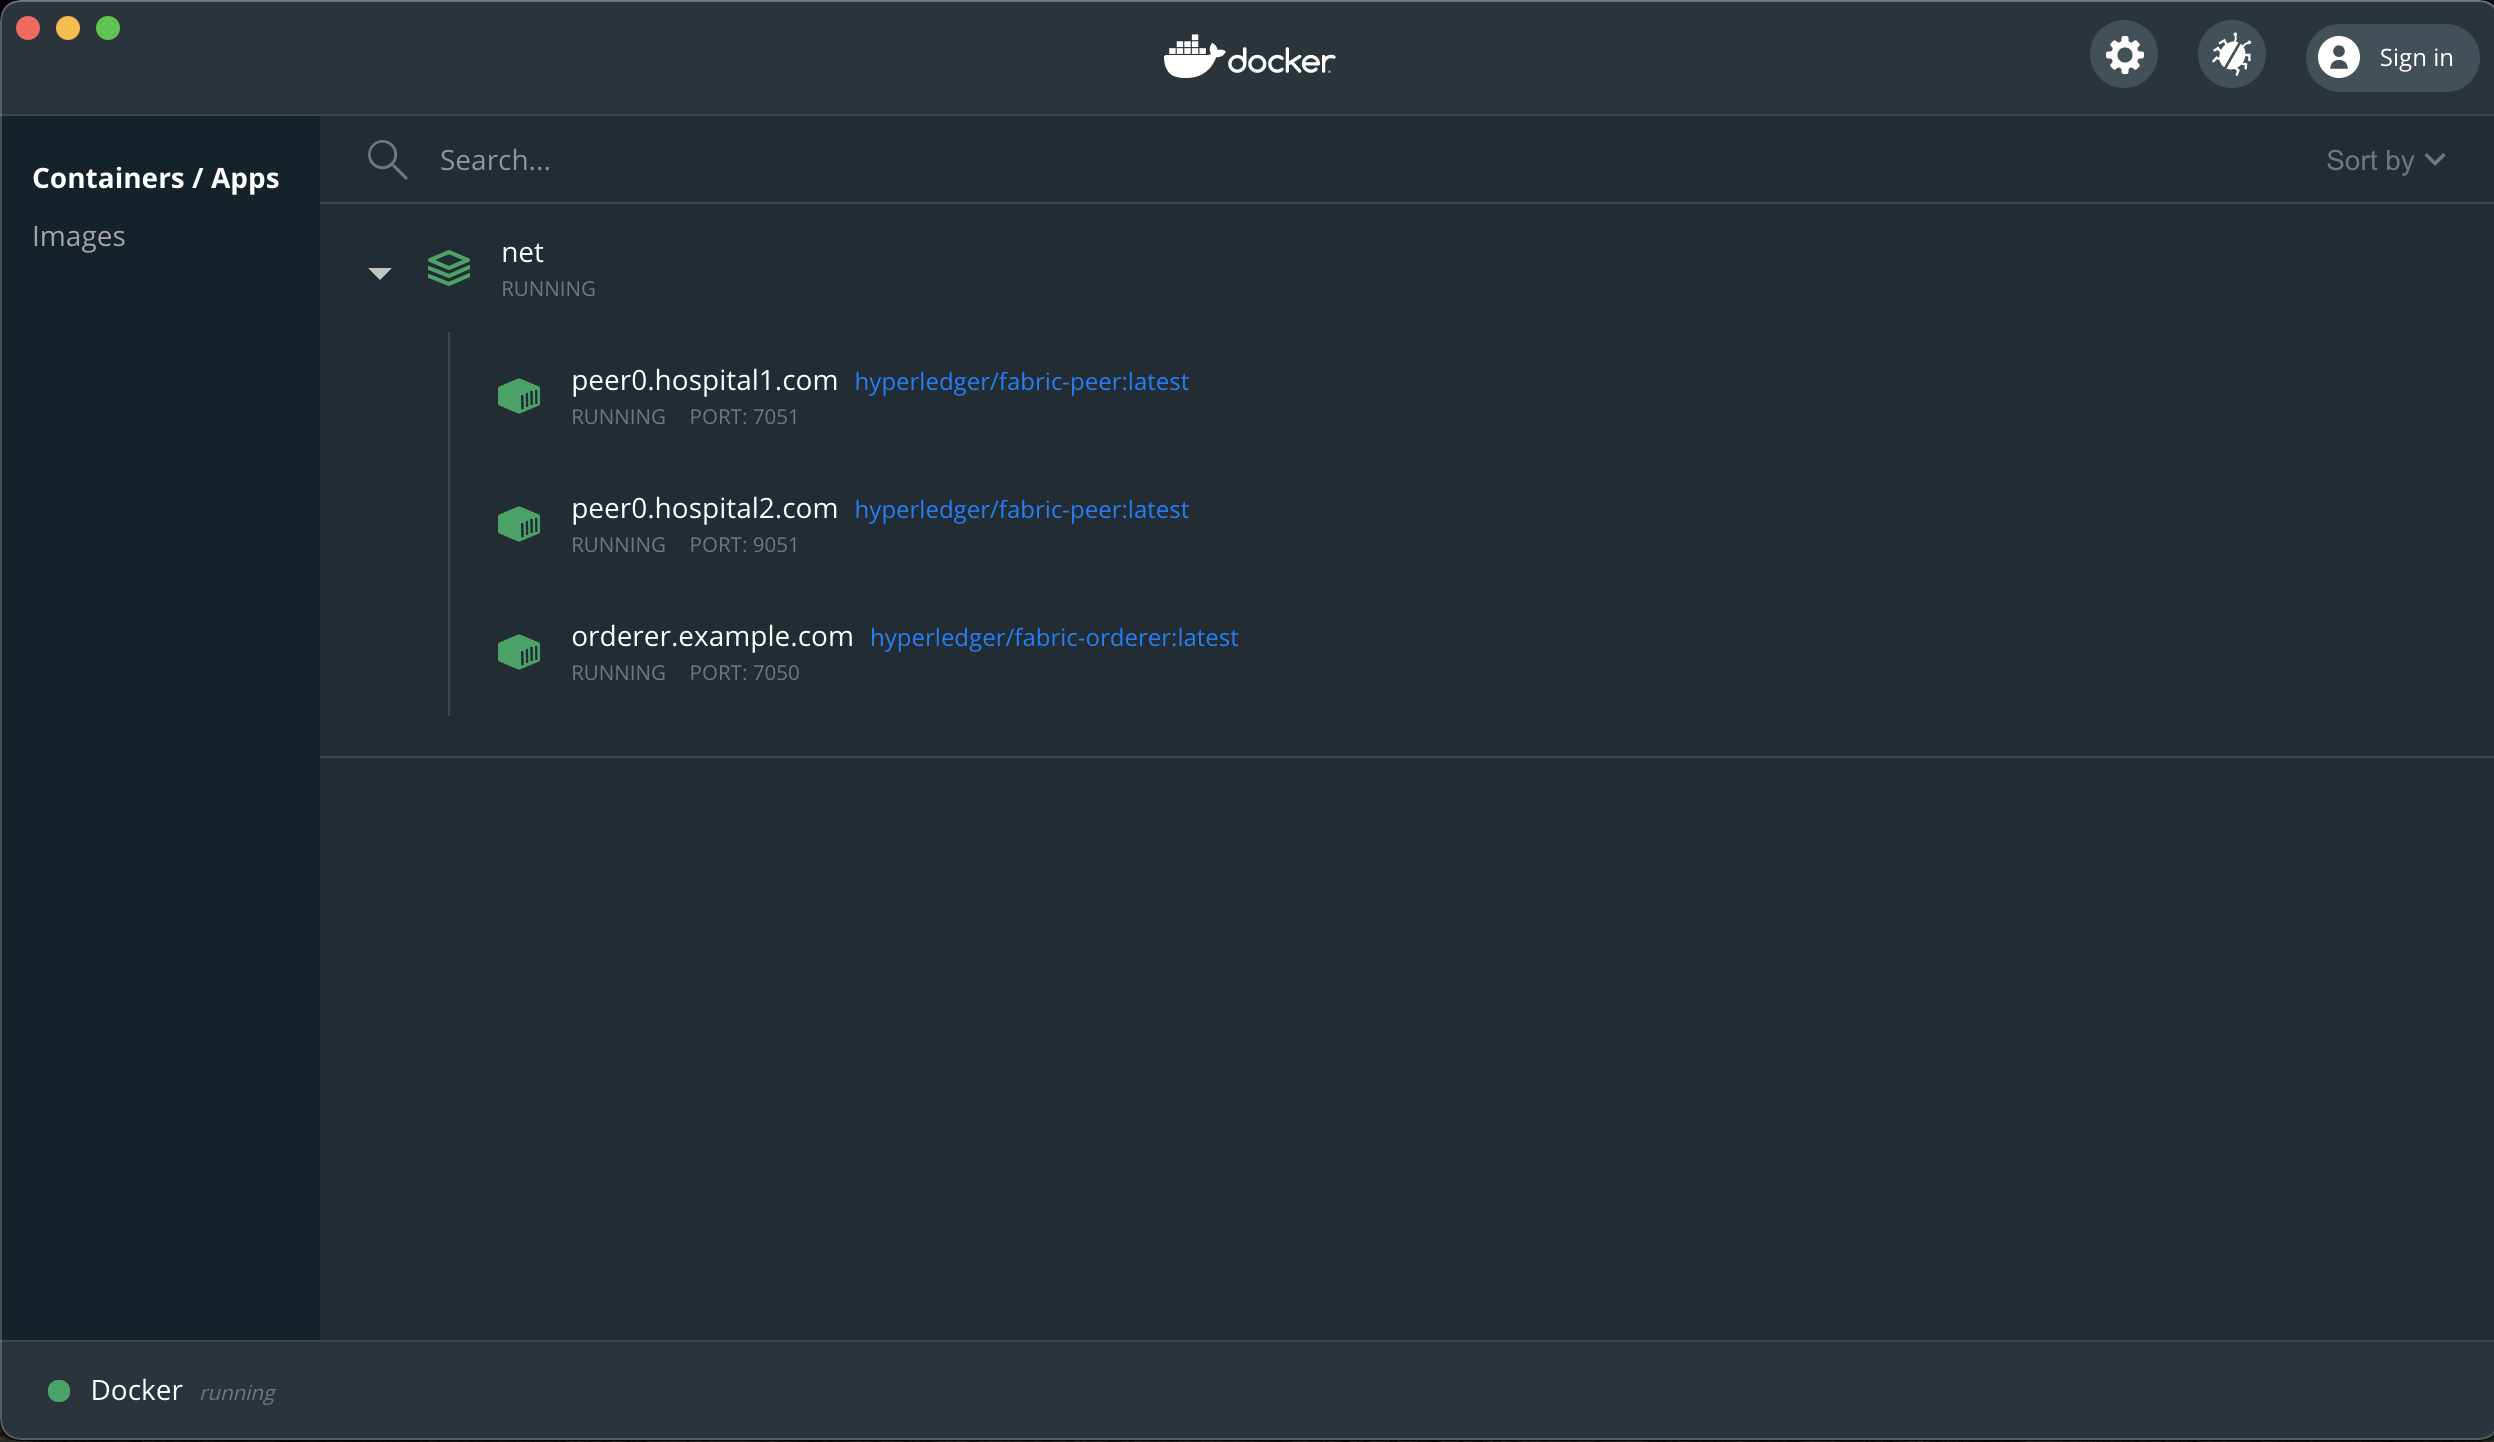 docker
Sign in
Containers / Apps
Images
Search...
Sort by
net
RUNNING
peer0.hospital1.com hyperledger/fabric-peer:latest
RUNNING PORT: 7051
peer0.hospital2.com hyperledger/fabric-peer:latest
RUNNING PORT: 9051
orderer.example.com hyperledger/fabric-orderer:latest
RUNNING PORT: 7050
Docker running